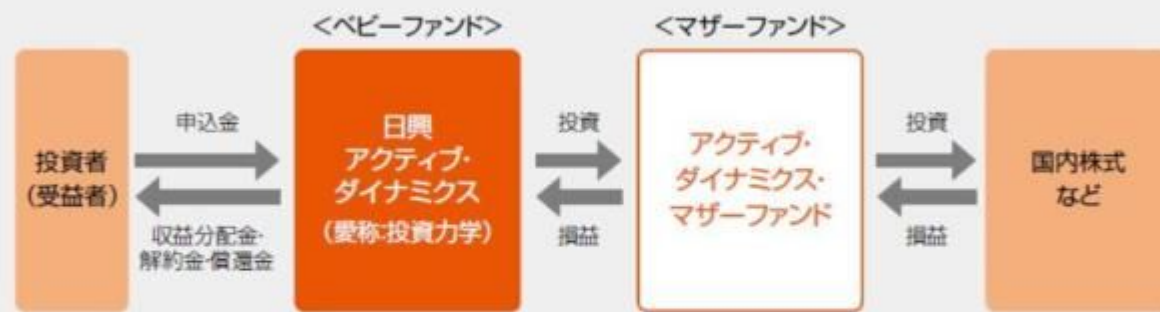 <ベビーファンド>
<マザーファンド>
投資者
(受益者)
申込金
収益分配金・
解約金・償還金
日興
アクティブ・
ダイナミクス
(愛称:投資力学)
投資
損益
アクティブ・
ダイナミクス・
マザーファンド
投資
損益
国内株式
など